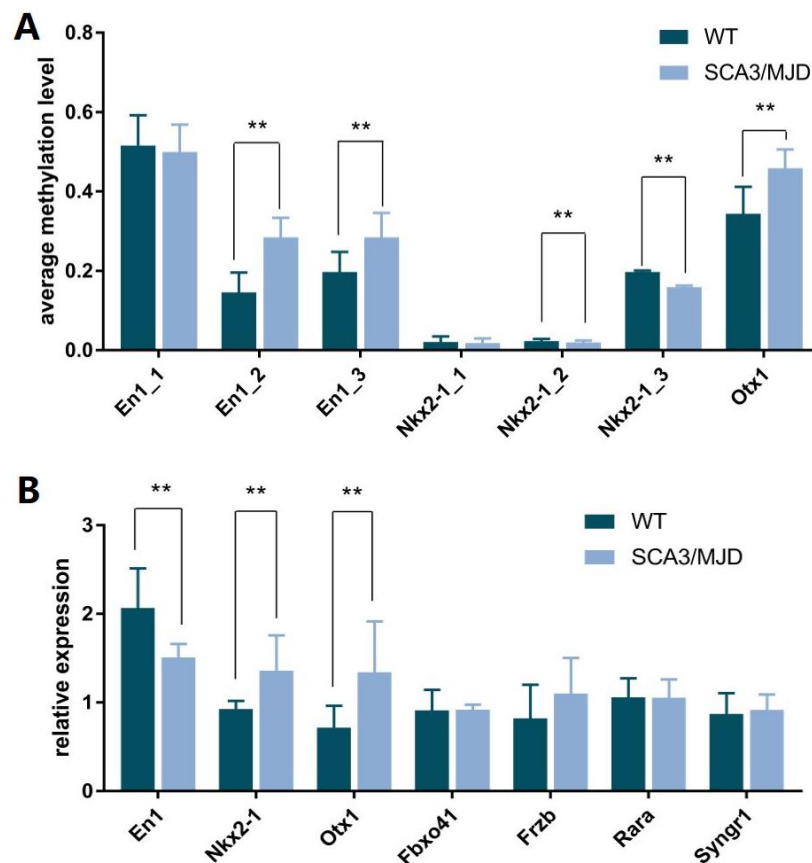 A
WT
SCA3/MJD
average methylation level
0.8
0.6
0.4
0.2
0.0
**
**
**
**
**
En1_1
En1_2
En1_3
Nkx2-1_1
Nkx2-1_2
Nkx2-1_3
Otx1
B
WT
SCA3/MJD
relative expression
3
2
1
0
**
**
**
En1
Nkx2-1
Otx1
Fbxo41
Frzb
Rara
Syngr1